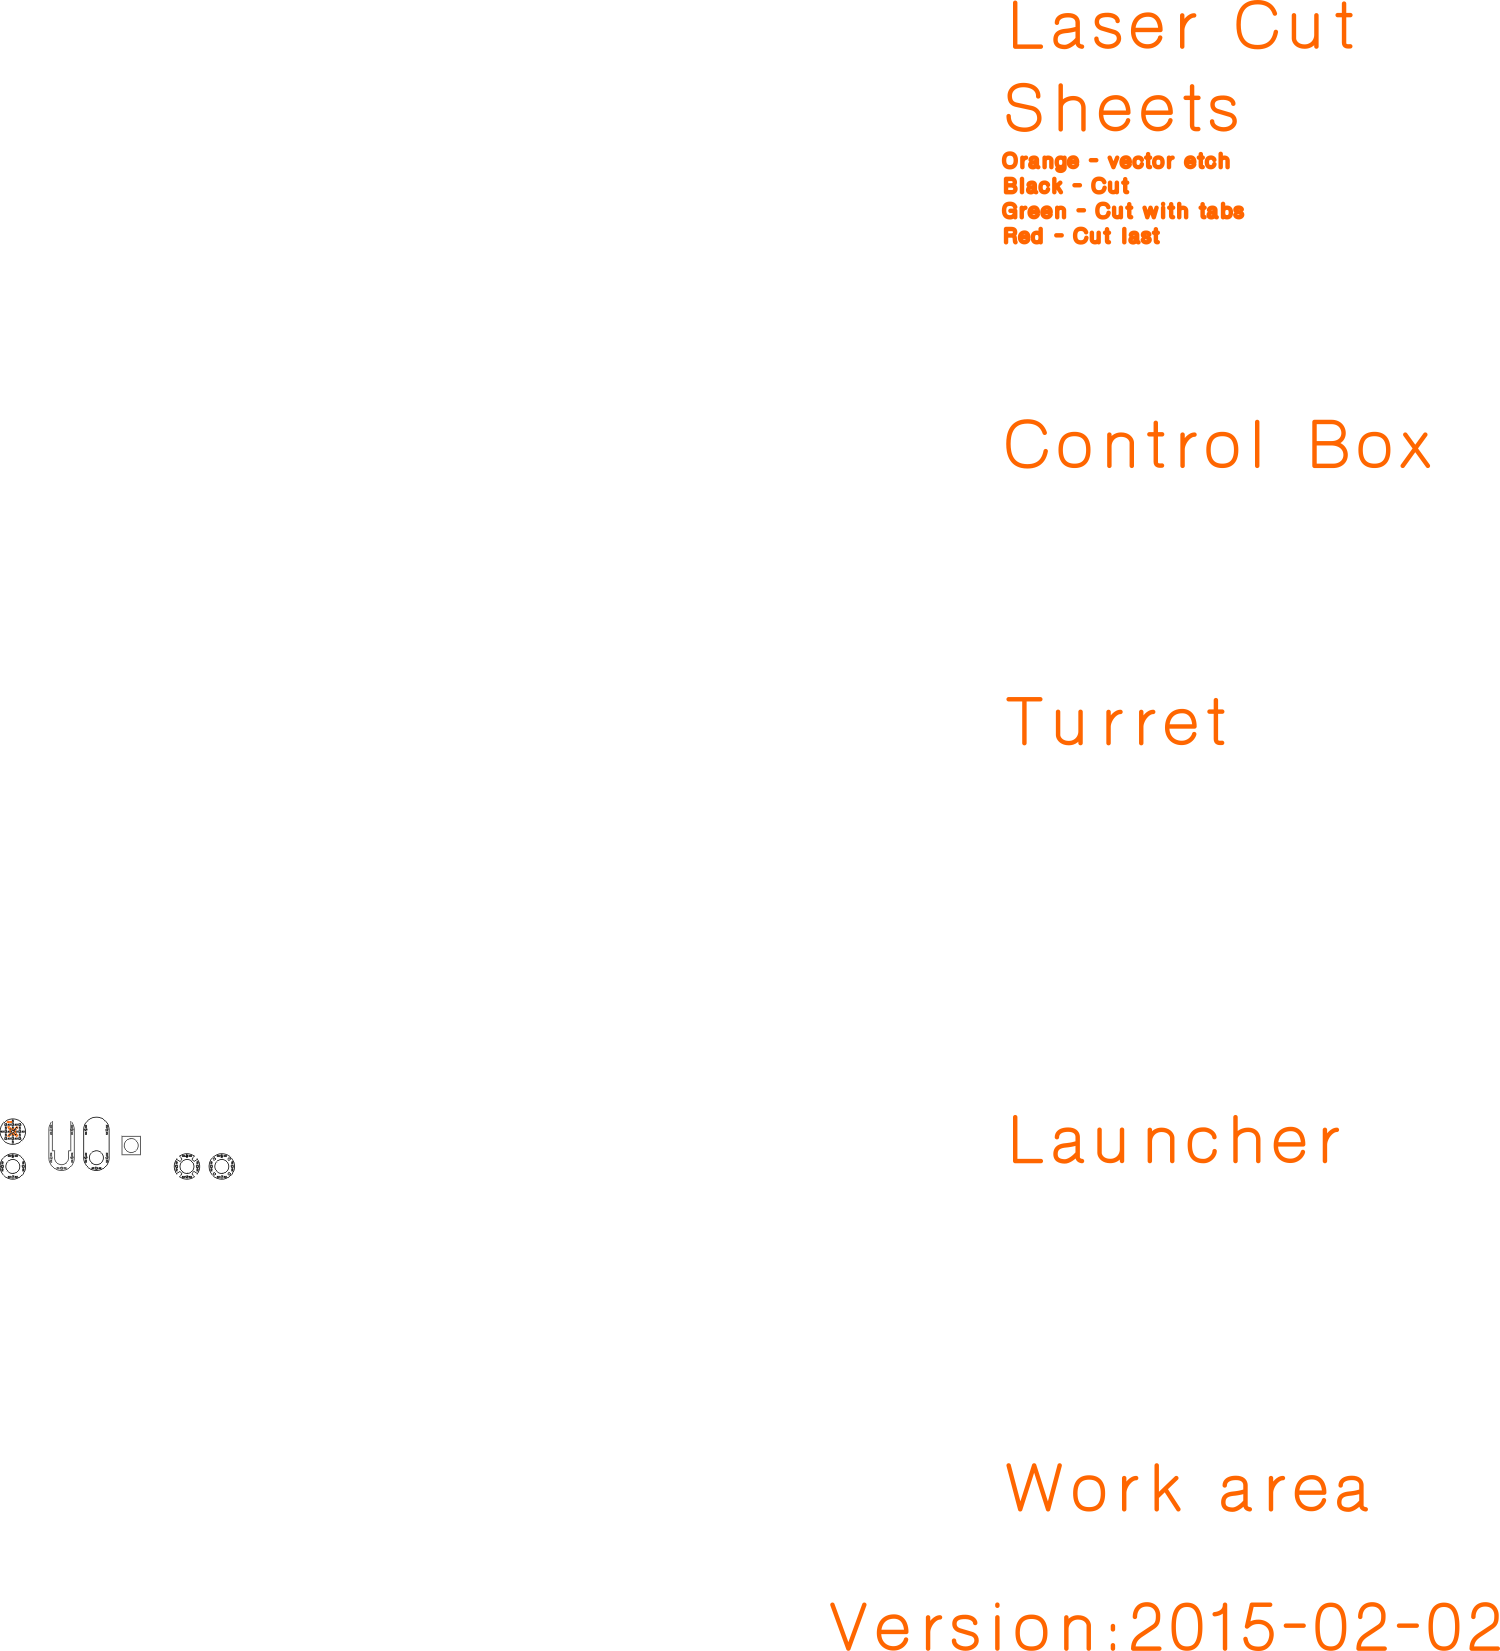 Laser Cut
Sheets
Orange - vector etch
Black - Cut
Green - Cut with tabs
Red - Cut last
Control Box
Turret
Launcher
Work area
Version:2015-02-02